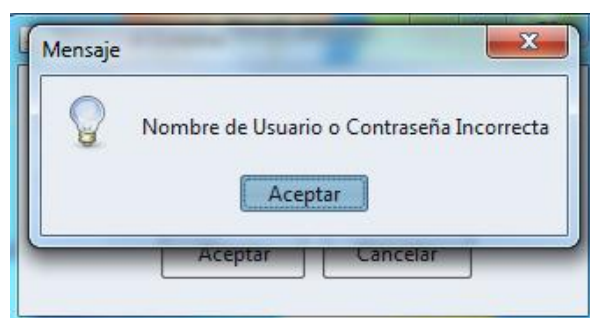 Mensaje
Nombre de Usuario o Contraseña Incorrecta
Aceptar
Aceptar Cancelar